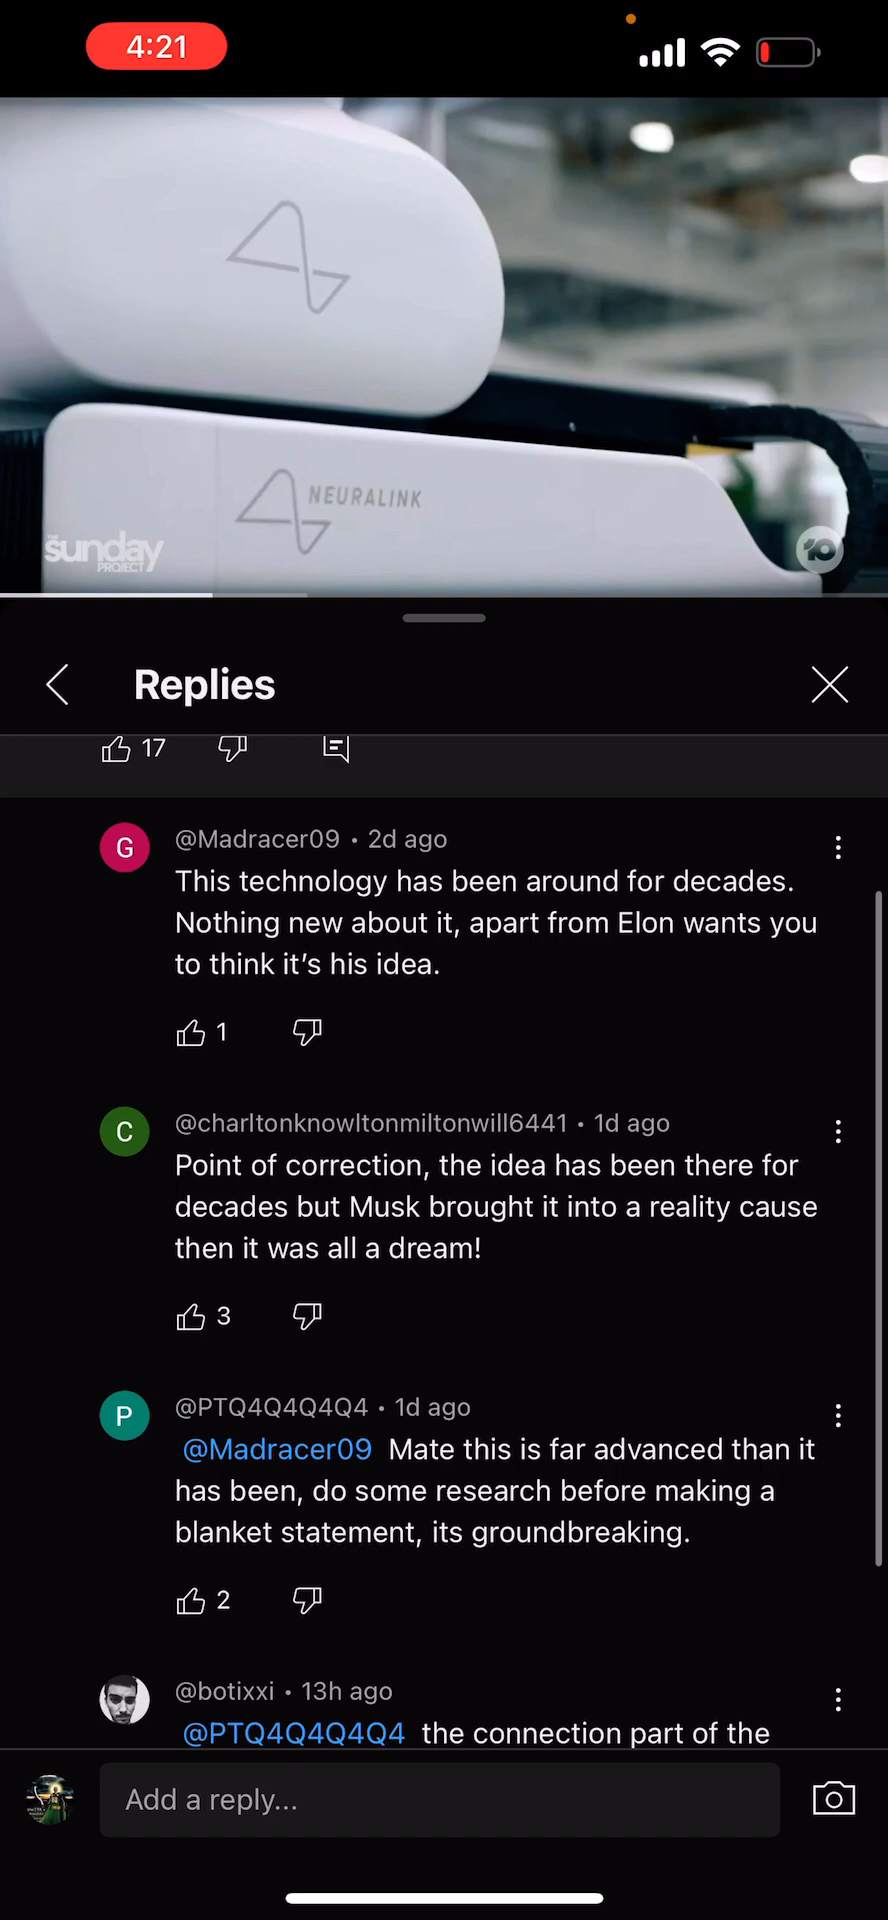 4:21
NEURALINK
THE
sunday
PROJECT
10
Replies
17
G
@Madracer09 • 2d ago
This technology has been around for decades.
Nothing new about it, apart from Elon wants you
to think it’s his idea.
1
C
@charltonknowltonmiltonwill6441 • 1d ago
Point of correction, the idea has been there for
decades but Musk brought it into a reality cause
then it was all a dream!
3
P
@PTQ4Q4Q4Q4 • 1d ago
@Madracer09 Mate this is far advanced than it
has been, do some research before making a
blanket statement, its groundbreaking.
2
@botixxi • 13h ago
@PTQ4Q4Q4Q4 the connection part of the
Add a reply...